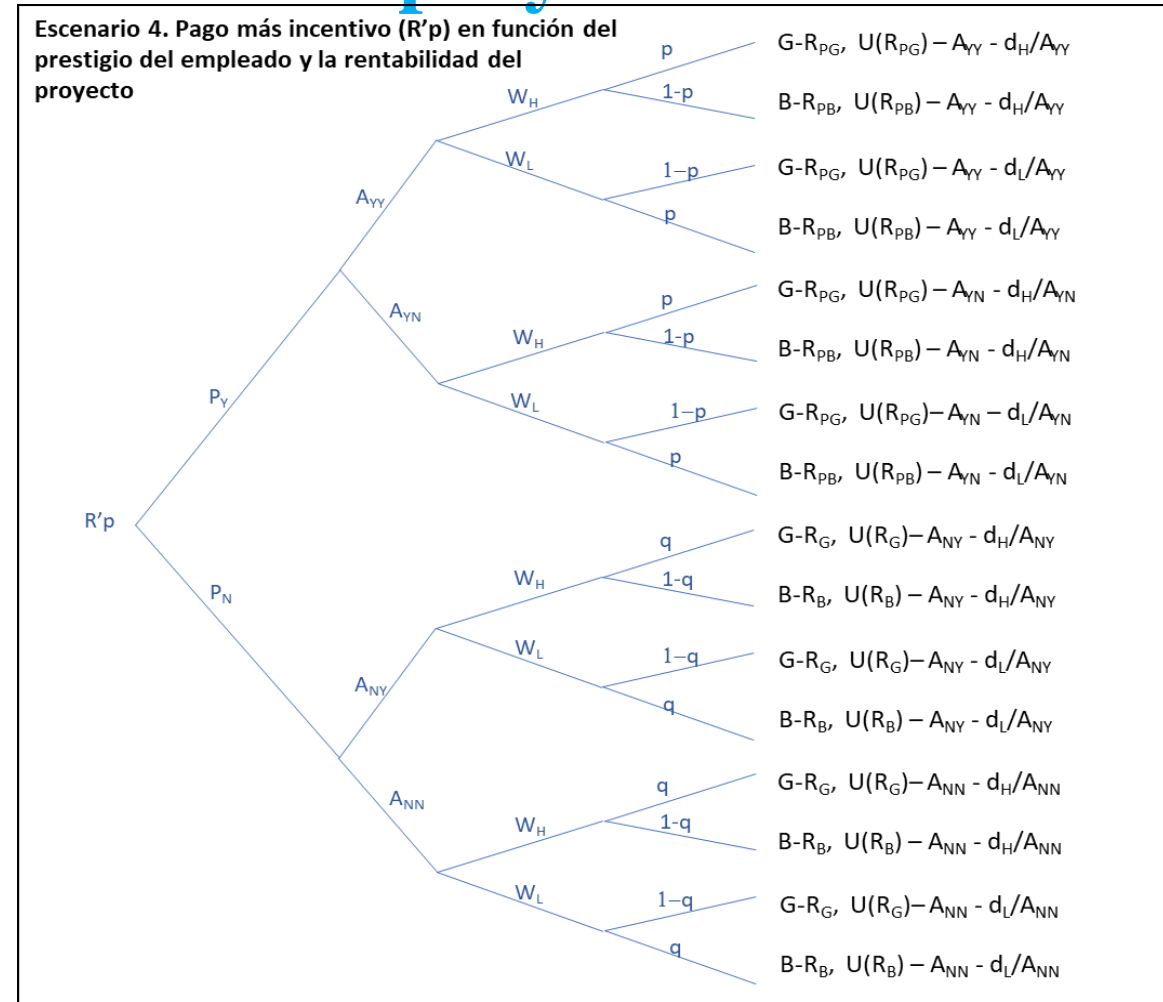 Escenario 4. Pago más incentivo (R'p) en función del
prestigio del empleado y la rentabilidad del
proyecto
p
G-R_PG, U(R_PG) – A_YY - d_H/A_YY
W_H
1-p
B-R_PB, U(R_PB) – A_YY - d_H/A_YY
W_L
1–p
G-R_PG, U(R_PG) – A_YY - d_L/A_YY
A_YY
p
B-R_PB, U(R_PB) – A_YY - d_L/A_YY
p
G-R_PG, U(R_PG) – A_YN - d_H/A_YN
A_YN
W_H
1-p
B-R_PB, U(R_PB) – A_YN - d_H/A_YN
P_Y
W_L
1–p
G-R_PG, U(R_PG)– A_YN – d_L/A_YN
p
B-R_PB, U(R_PB) – A_YN - d_L/A_YN
R'p
q
G-R_G, U(R_G)– A_NY - d_H/A_NY
P_N
W_H
1-q
B-R_B, U(R_B) – A_NY - d_H/A_NY
W_L
1–q
G-R_G, U(R_G)– A_NY - d_L/A_NY
A_NY
q
B-R_B, U(R_B) – A_NY - d_L/A_NY
q
G-R_G, U(R_G)– A_NN - d_H/A_NN
A_NN
W_H
1-q
B-R_B, U(R_B) – A_NN - d_H/A_NN
W_L
1–q
G-R_G, U(R_G)– A_NN - d_L/A_NN
q
B-R_B, U(R_B) – A_NN - d_L/A_NN